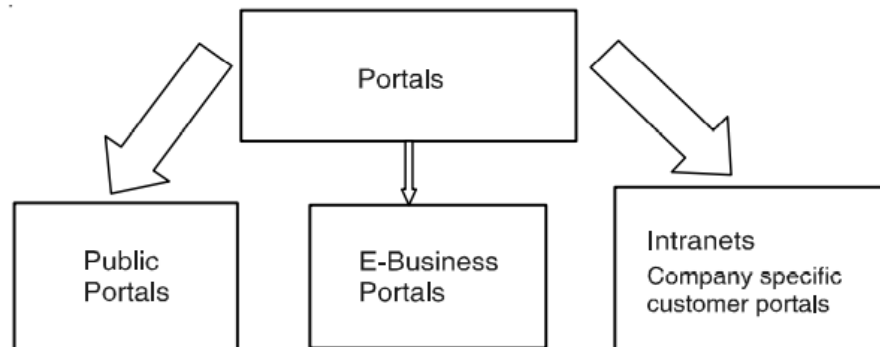 Portals
Public
Portals
E-Business
Portals
Intranets
Company specific
customer portals